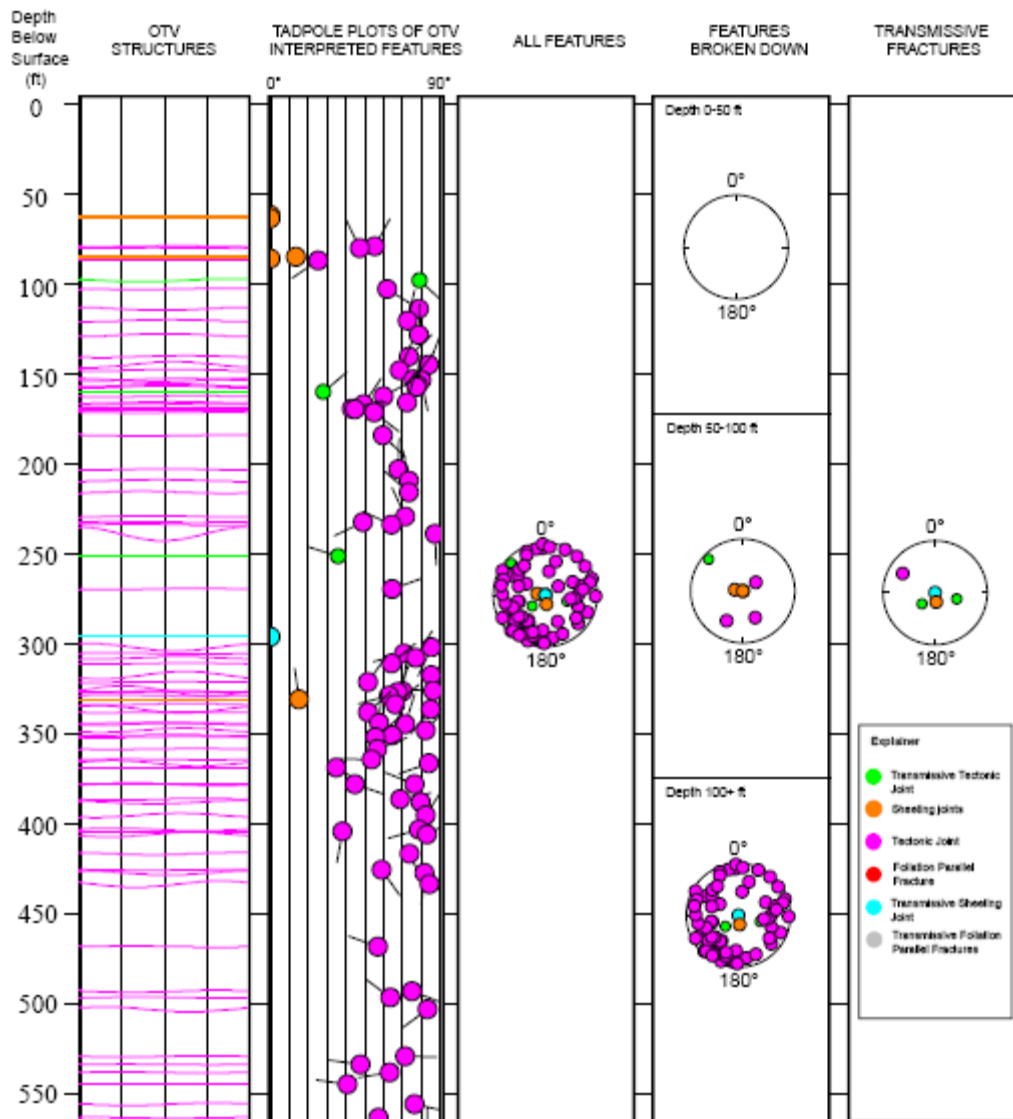 Depth
Below
Surface
(ft)
OTV
STRUCTURES
TADPOLE PLOTS OF OTV
INTERPRETED FEATURES
ALL FEATURES
FEATURES
BROKEN DOWN
TRANSMISSIVE
FRACTURES
0°
90°
0
50
100
150
200
250
300
350
400
450
500
550
0°
180°
Depth 0-50 ft
0°
180°
Depth 50-100 ft
0°
180°
Depth 100+ ft
0°
180°
0°
180°
Explainer
Transmissive Tectonic
Joint
Sheeting joints
Tectonic Joint
Foliation Parallel
Fracture
Transmissive Sheeting
Joint
Transmissive Foliation
Parallel Fractures